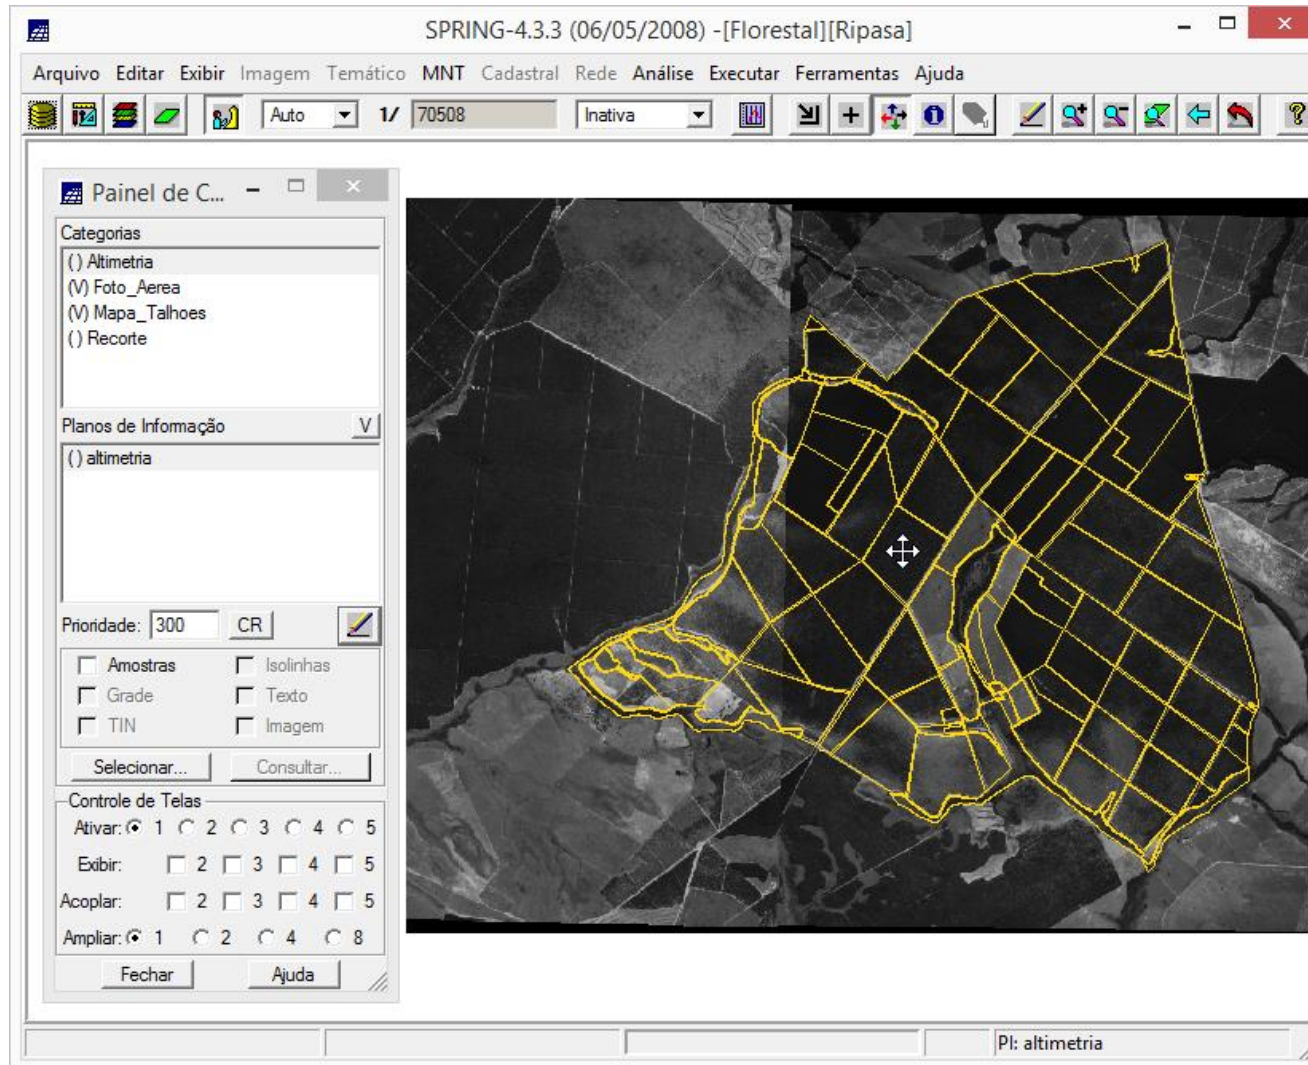 SPRING-4.3.3 (06/05/2008) -[Florestal][Ripasa]
Arquivo Editar Exibir Imagem Temático MNT Cadastral Rede Análise Executar Ferramentas Ajuda
Auto 1/ 70508 Inativa
Painel de C...
Categorias
( ) Altimetria
(V) Foto_Aerea
(V) Mapa_Talhoes
( ) Recorte
Planos de Informação V
( ) altimetria
Prioridade: 300 CR
Amostras Isolinhas
Grade Texto
TIN Imagem
Selecionar... Consultar...
Controle de Telas
Ativar: 1 2 3 4 5
Exibir: 2 3 4 5
Acoplar: 2 3 4 5
Ampliar: 1 2 4 8
Fechar Ajuda
PI: altimetria